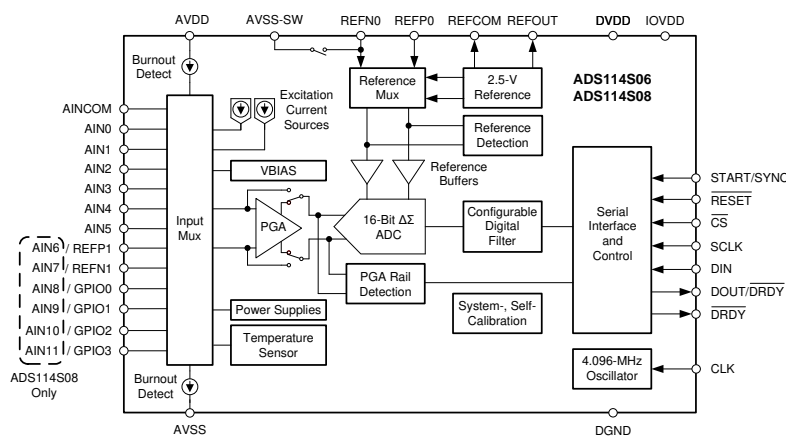 AVDD
AVSS-SW
REFN0
REFP0
REFCOM
REFOUT
DVDD
IOVDD
Burnout
Detect
Reference
Mux
2.5-V
Reference
ADS114S06
ADS114S08
Excitation
Current
Sources
AINCOM
AIN0
AIN1
AIN2
AIN3
AIN4
AIN5
AIN6 / REFP1
AIN7 / REFN1
AIN8 / GPIO0
AIN9 / GPIO1
AIN10 / GPIO2
AIN11 / GPIO3
ADS114S08
Only
Input
Mux
VBIAS
PGA
Reference
Detection
Reference
Buffers
16-Bit ΔΣ
ADC
Configurable
Digital
Filter
Serial
Interface
and
Control
PGA Rail
Detection
Power Supplies
Temperature
Sensor
System-, Self-
Calibration
4.096-MHz
Oscillator
START/SYNC
RESET
CS
SCLK
DIN
DOUT/DRDY
DRDY
CLK
Burnout
Detect
AVSS
DGND